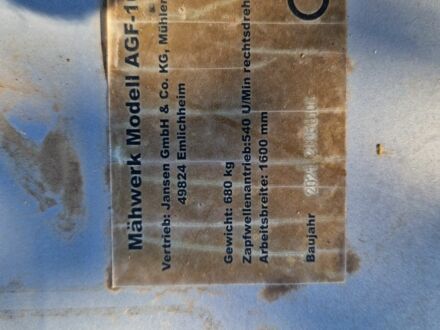 Mähwerk Modell AGF-1
Vertrieb: Jansen GmbH & Co. KG, Mühlen
49824 Emlichheim
Gewicht: 680 kg
Zapfwellenantrieb:540 U/Min rechtsdreh
Arbeitsbreite: 1600 mm
Baujahr